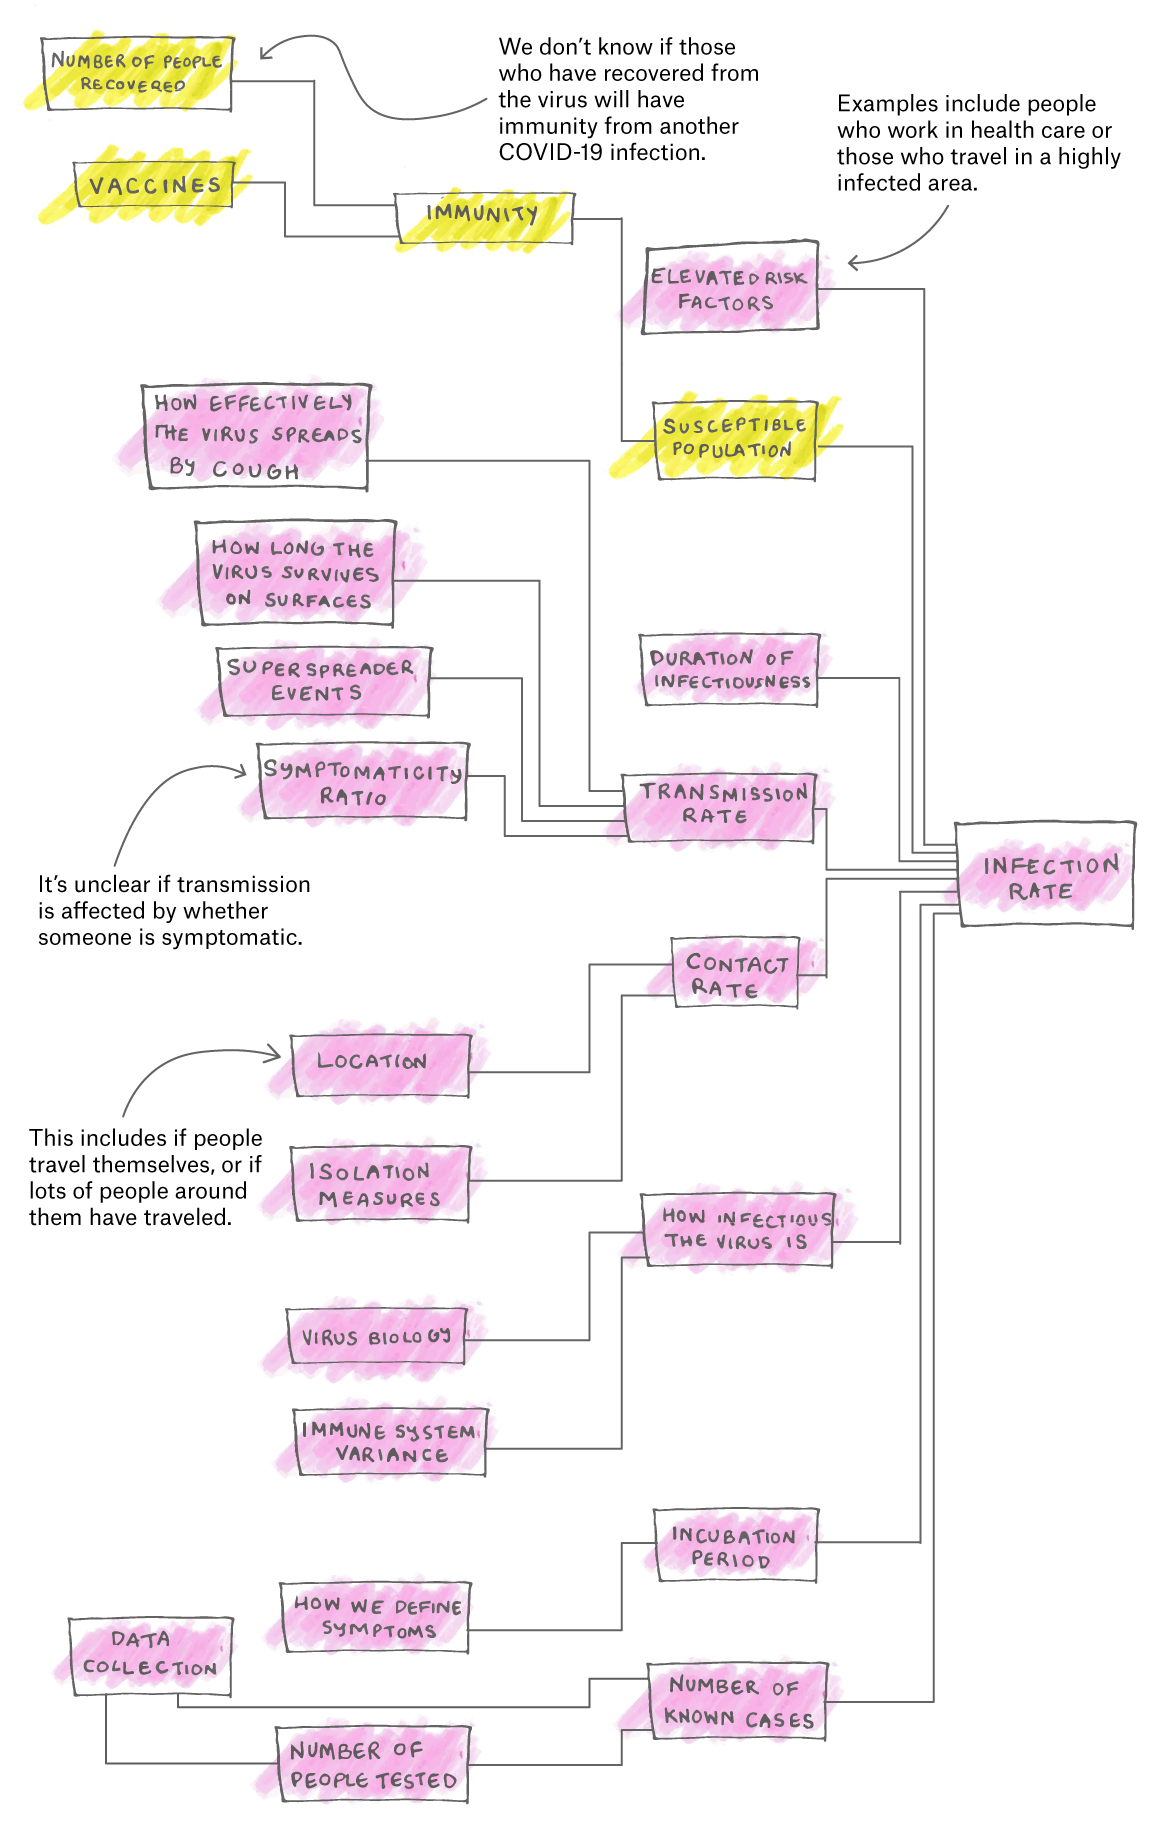 NUMBER OF PEOPLE
RECOVERED
We don't know if those
who have recovered from
the virus will have
immunity from another
COVID-19 infection.
Examples include people
who work in health care or
those who travel in a highly
infected area.
VACCINES
IMMUNITY
ELEVATED RISK
FACTORS
HOW EFFECTIVELY
THE VIRUS SPREADS
BY COUGH
SUSCEPTIBLE
POPULATION
HOW LONG THE
VIRUS SURVIVES
ON SURFACES
SUPERSPREADER
EVENTS
DURATION OF
INFECTIOUSNESS
SYMPTOMATICITY
RATIO
TRANSMISSION
RATE
INFECTION
RATE
It's unclear if transmission
is affected by whether
someone is symptomatic.
CONTACT
RATE
LOCATION
This includes if people
travel themselves, or if
lots of people around
them have traveled.
ISOLATION
MEASURES
HOW INFECTIOUS
THE VIRUS IS
VIRUS BIOLOGY
IMMUNE SYSTEM
VARIANCE
INCUBATION
PERIOD
HOW WE DEFINE
SYMPTOMS
DATA
COLLECTION
NUMBER OF
KNOWN CASES
NUMBER OF
PEOPLE TESTED